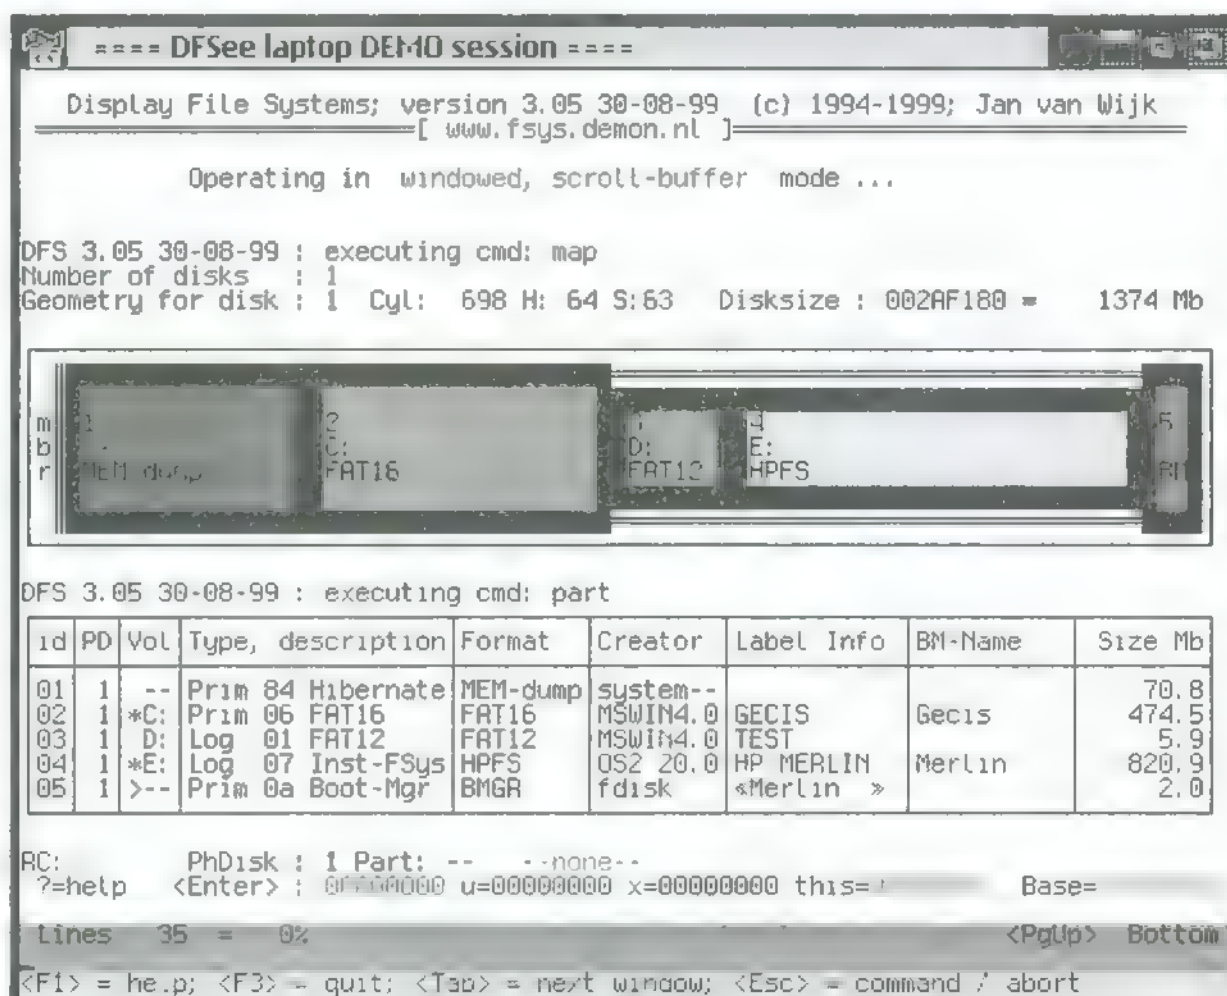 ==== DFSee laptop DEMO session ====
Display File Systems; version 3.05 30-08-99 (c) 1994-1999; Jan van Wijk
[ www.fsys.demon.nl ]
Operating in windowed, scroll-buffer mode ...
DFS 3.05 30-08-99 : executing cmd: map
Number of disks : 1
Geometry for disk : 1 Cyl: 698 H: 64 S:63 Disksize : 002AF180 = 1374 Mb
m 1 2 4 5
b C: D: E:
r MEM dump FAT16 FAT12 HPFS BM
DFS 3.05 30-08-99 : executing cmd: part
id PD Vol Type, description Format Creator Label Info BM-Name Size Mb
01 1 -- Prim 84 Hibernate MEM-dump system-- 70.8
02 1 *C: Prim 06 FAT16 FAT16 MSWIN4.0 GECIS Gecis 474.5
03 1 D: Log 01 FAT12 FAT12 MSWIN4.0 TEST 5.9
04 1 *E: Log 07 Inst-FSys HPFS OS2 20.0 HP MERLIN Merlin 820.9
05 1 >-- Prim 0a Boot-Mgr BMGR fdisk «Merlin » 2.0
RC: PhDisk : 1 Part: -- --none--
?=help <Enter> : u=00000000 x=00000000 this= Base=
Lines 35 = 0% <PgUp> Bottom
<F1> = help; <F3> = quit; <Tab> = next window; <Esc> = command / abort